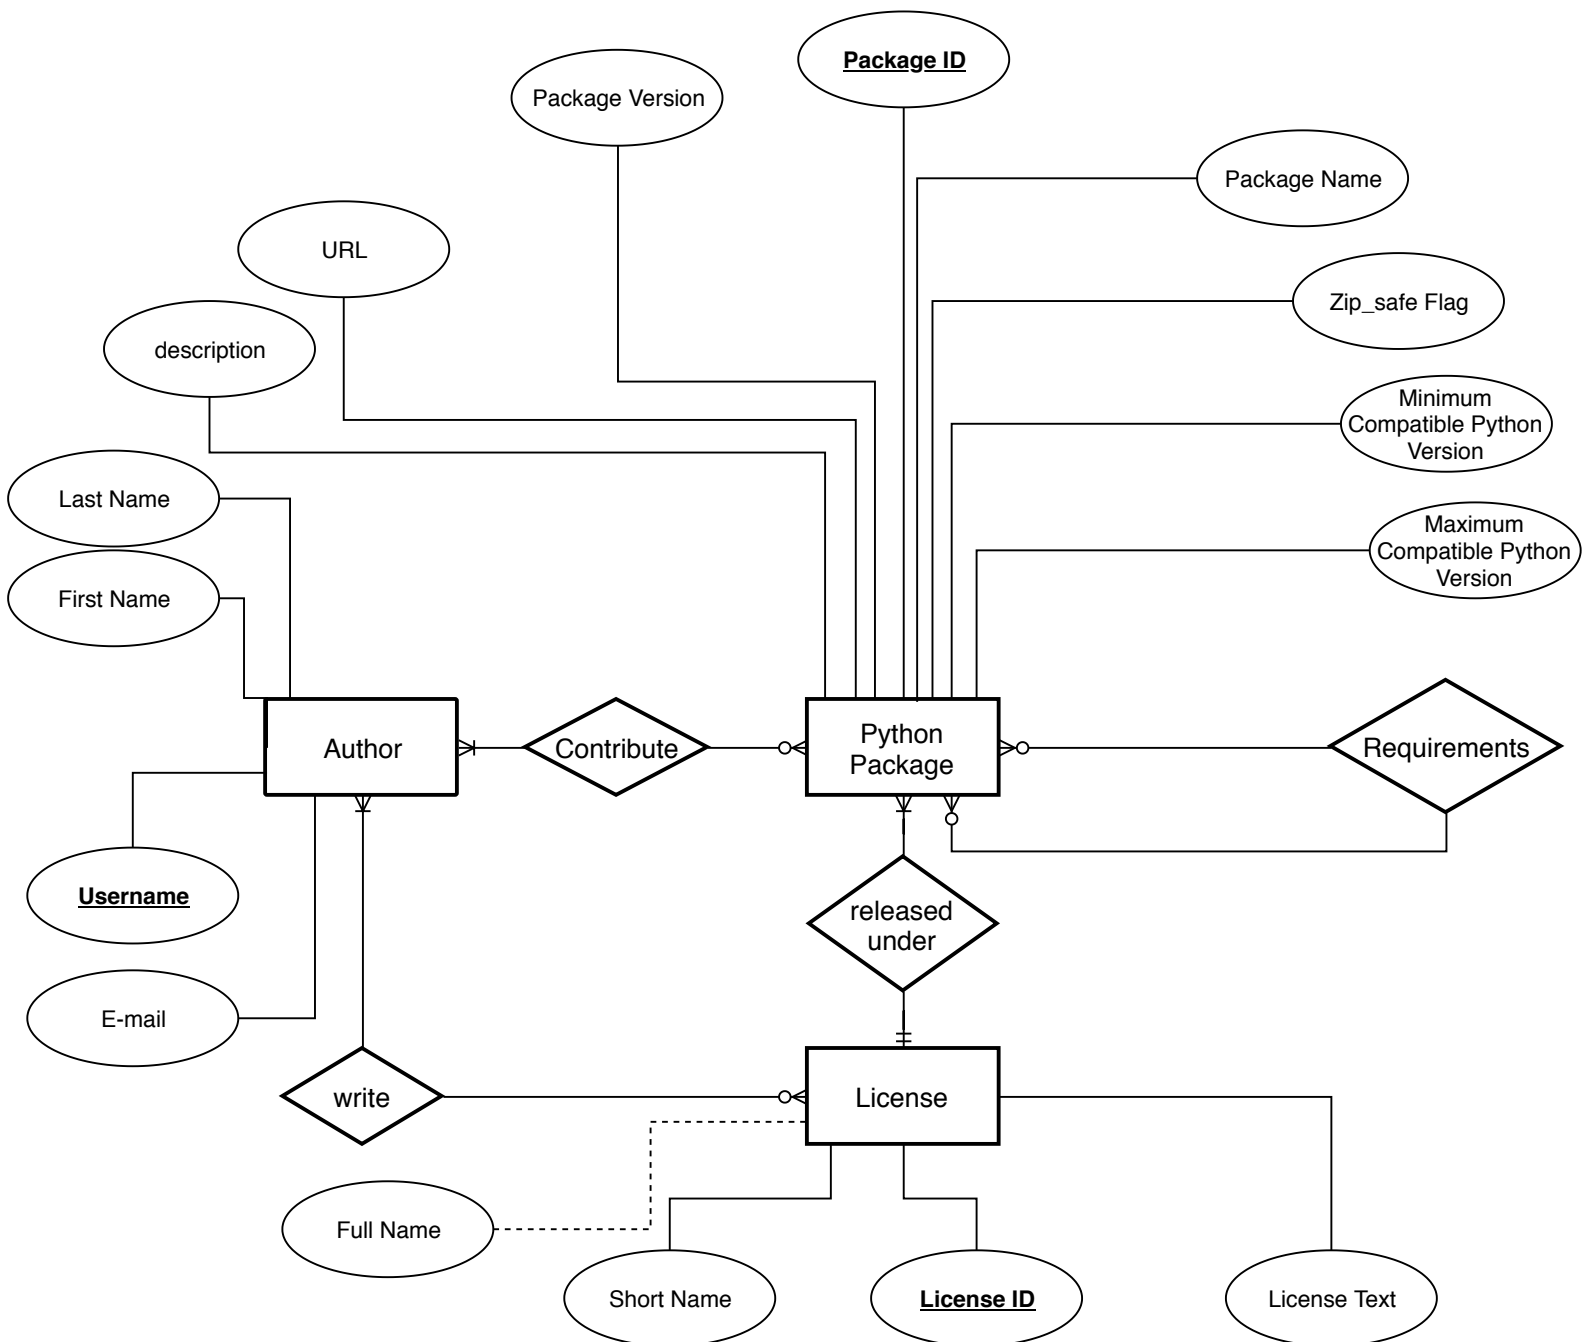 Package ID
Package Version
Package Name
URL
Zip_safe Flag
description
Minimum
Compatible Python
Version
Last Name
Maximum
Compatible Python
Version
First Name
Author
Contribute
Python
Package
Requirements
Username
released
under
E-mail
write
License
Full Name
Short Name
License ID
License Text